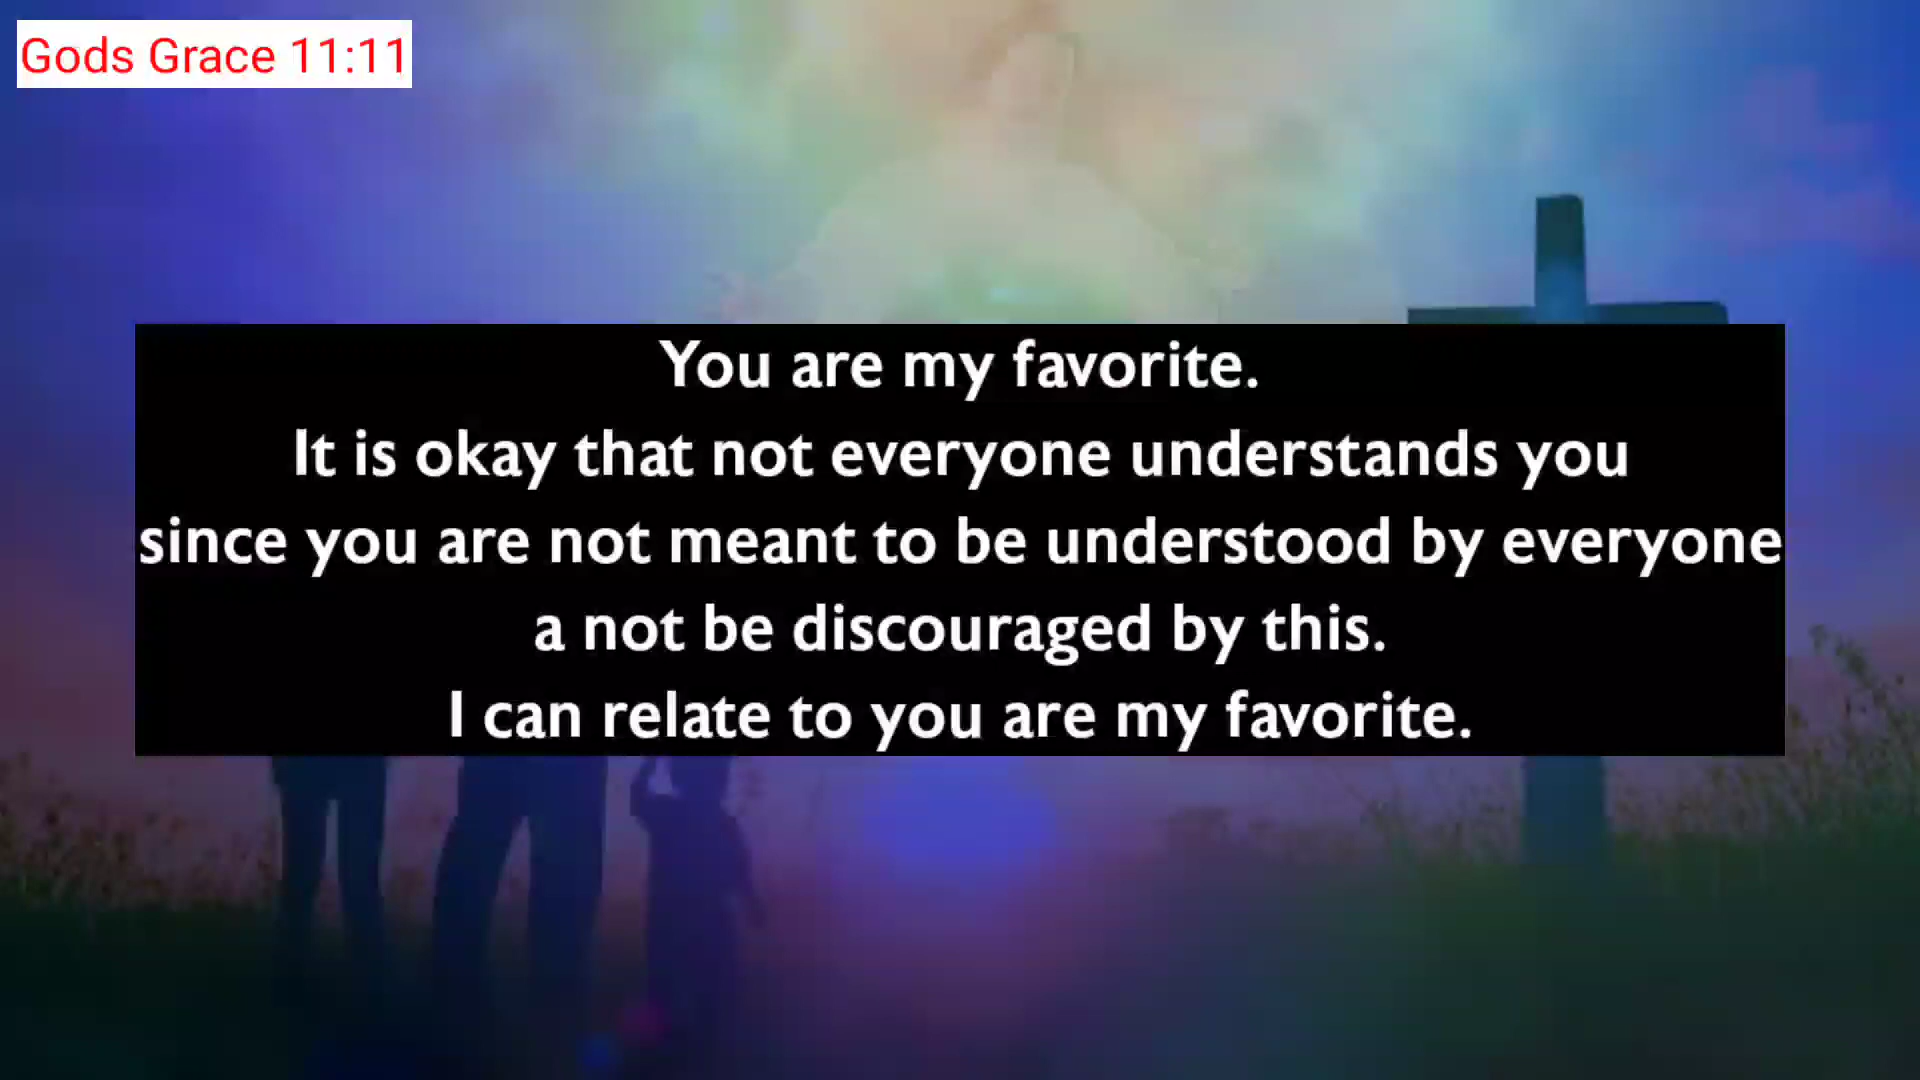 Gods Grace 11:11
You are my favorite.
It is okay that not everyone understands you
since you are not meant to be understood by everyone
a not be discouraged by this.
I can relate to you are my favorite.